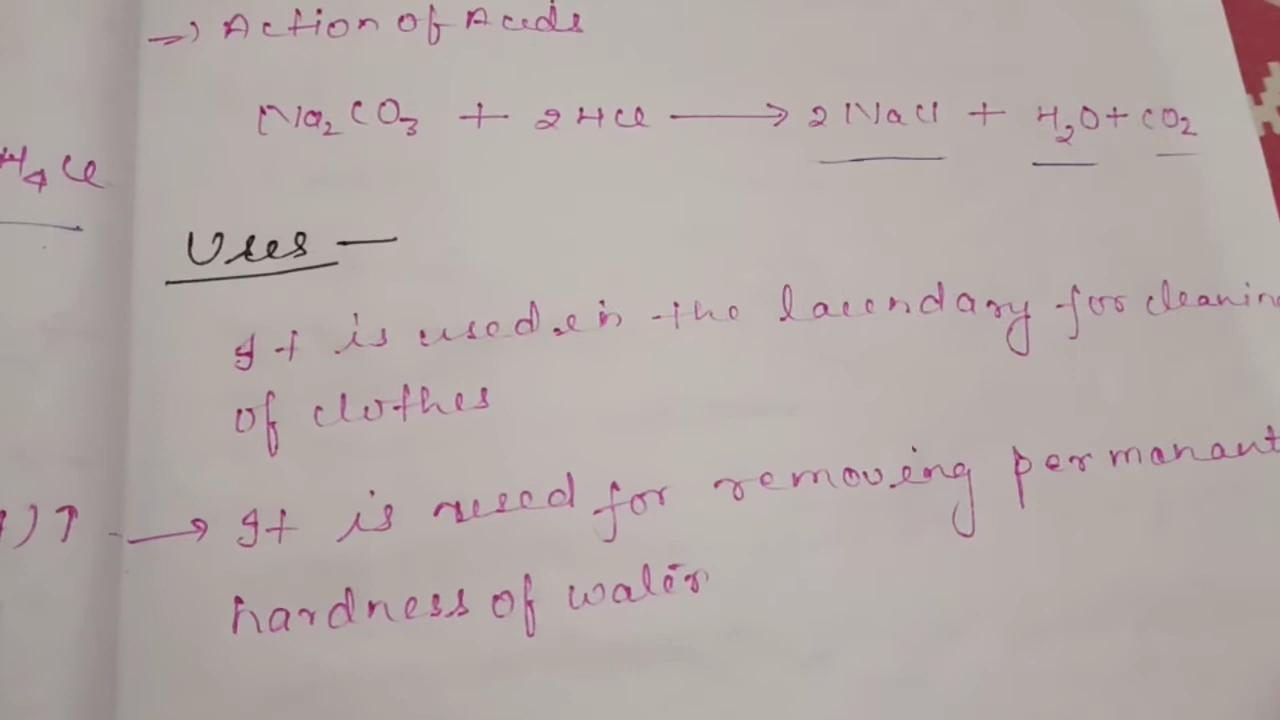 → Action of Acids
Na₂CO₃ + 2HCl ⟶ 2NaCl + H₂O + CO₂
H₄Cl
Uses —
It is used in the laundary for cleanin
of clothes
)↑ → It is used for removing permanant
hardness of water